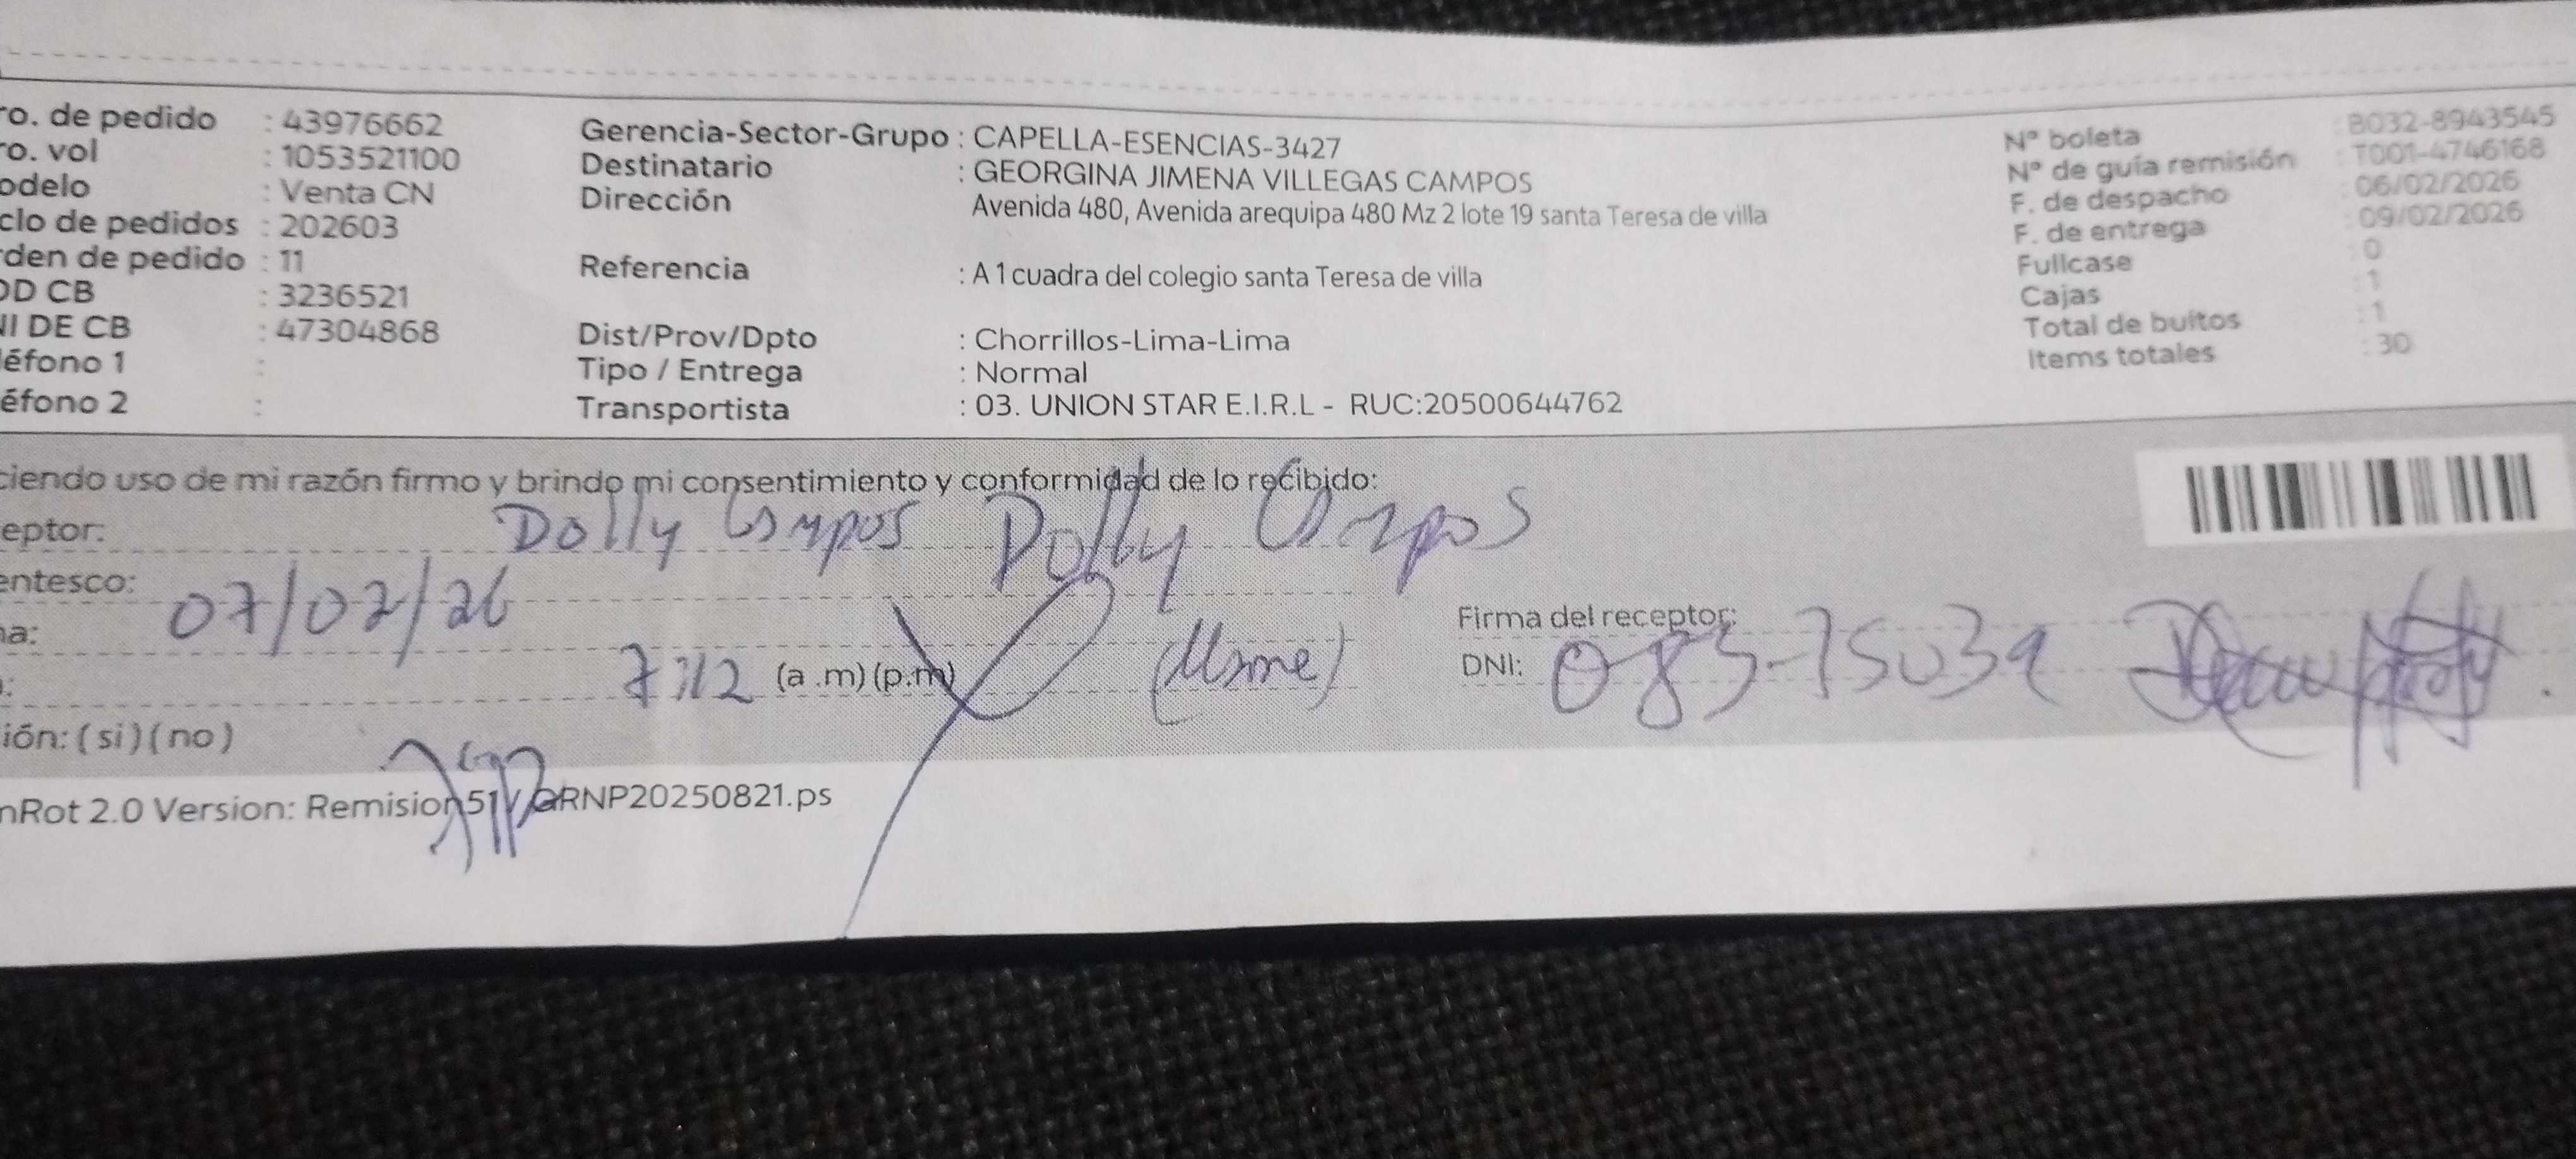 ro. de pedido : 43976662
ro. vol : 1053521100
odelo : Venta CN
clo de pedidos : 202603
den de pedido : 11
OD CB : 3236521
NI DE CB : 47304868
léfono 1 :
éfono 2 :
Gerencia-Sector-Grupo : CAPELLA-ESENCIAS-3427
Destinatario : GEORGINA JIMENA VILLEGAS CAMPOS
Dirección Avenida 480, Avenida arequipa 480 Mz 2 lote 19 santa Teresa de villa
Referencia : A 1 cuadra del colegio santa Teresa de villa
Dist/Prov/Dpto : Chorrillos-Lima-Lima
Tipo / Entrega : Normal
Transportista : 03. UNION STAR E.I.R.L - RUC:20500644762
Nº boleta : B032-8943545
Nº de guía remisión : T001-4746168
F. de despacho : 06/02/2026
F. de entrega : 09/02/2026
Fullcase : 0
Cajas : 1
Total de bultos : 1
Items totales : 30
ciendo uso de mi razón firmo y brindo mi consentimiento y conformidad de lo recibido:
eptor: Dolly Campos Dolly Campos
entesco:
ha: 07/02/26
7:12 (a .m) (p.m) (Mame)
Firma del receptor:
DNI:
ión: ( si ) ( no )
nRot 2.0 Version: Remision51
RNP20250821.ps